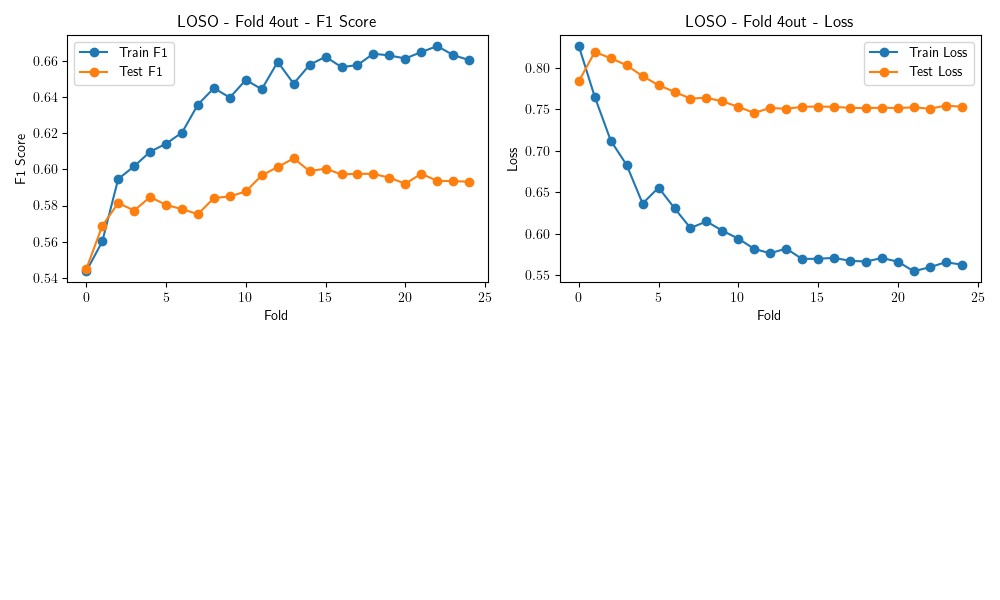 LOSO - Fold 4out - F1 Score
Train F1
Test F1
F1 Score
0.66
0.64
0.62
0.60
0.58
0.56
0.54
0 5 10 15 20 25
Fold
LOSO - Fold 4out - Loss
Train Loss
Test Loss
Loss
0.80
0.75
0.70
0.65
0.60
0.55
0 5 10 15 20 25
Fold